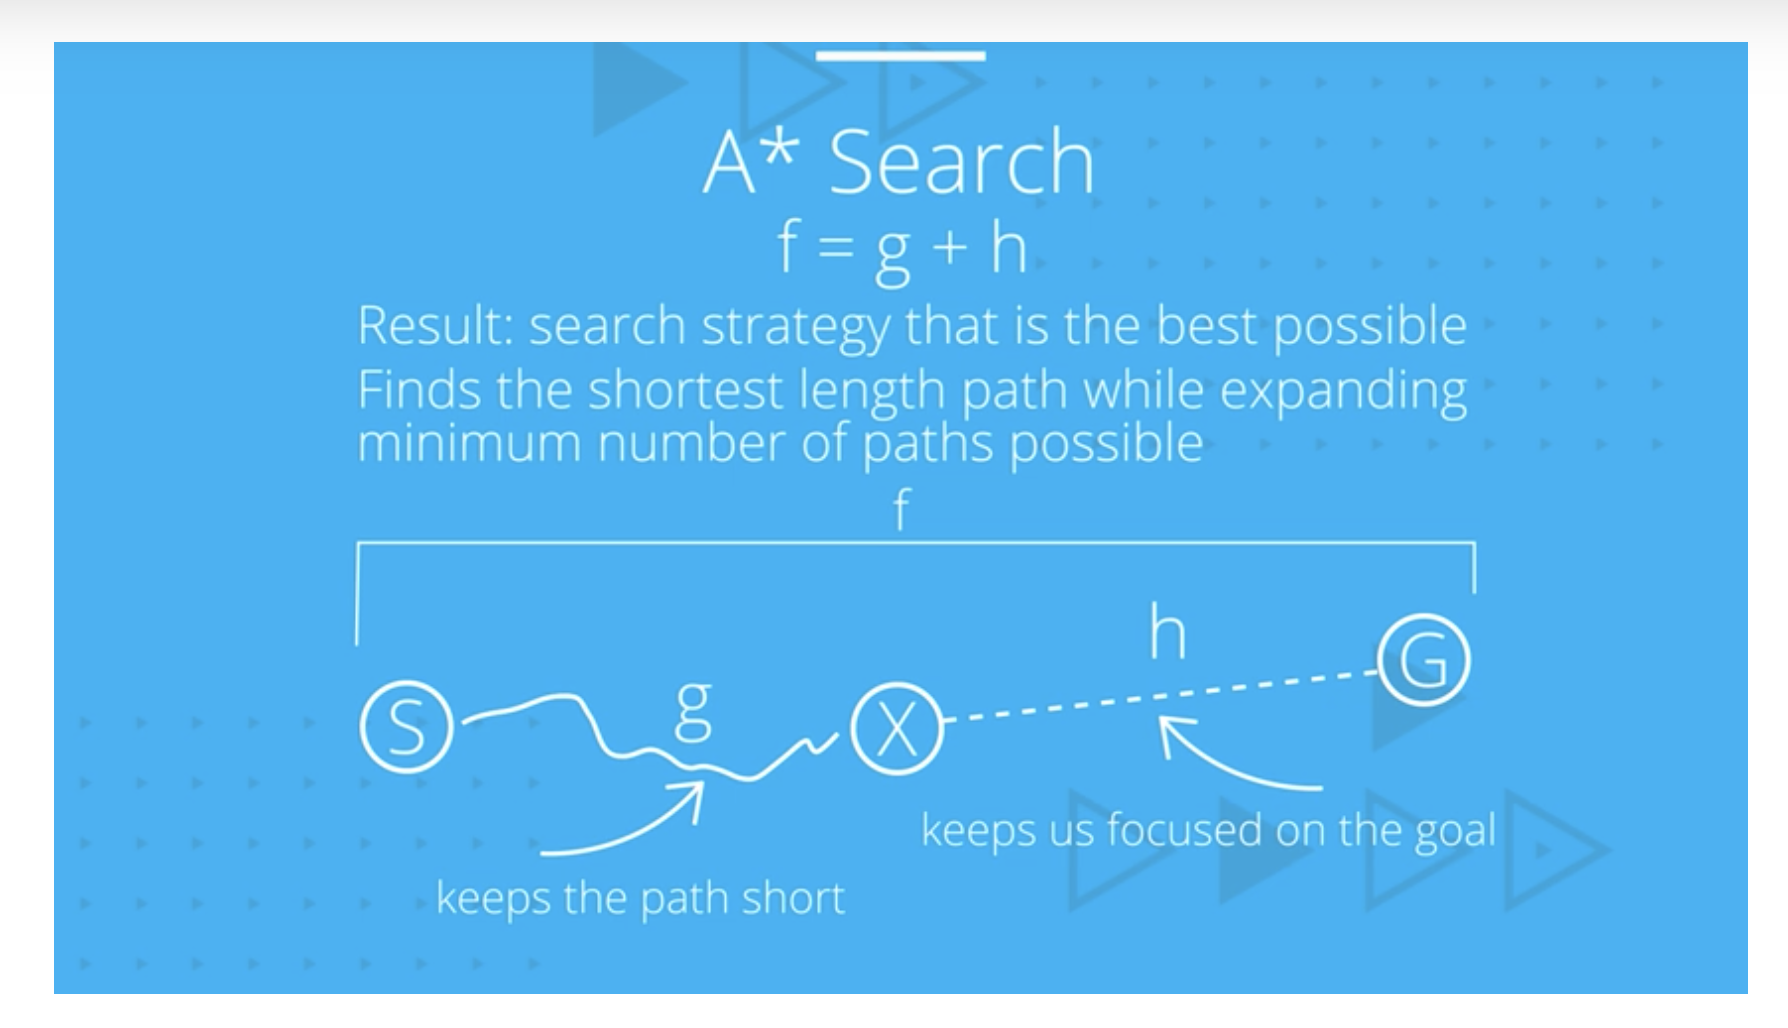 A* Search
f = g + h
Result: search strategy that is the best possible
Finds the shortest length path while expanding
minimum number of paths possible
f
h
G
S
g
X
keeps us focused on the goal
keeps the path short